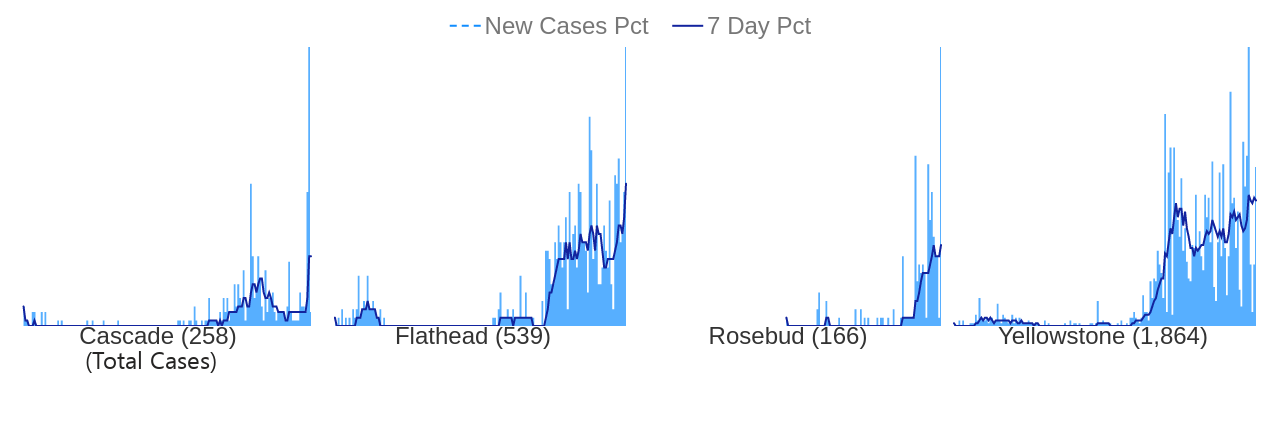 New Cases Pct 7 Day Pct
Cascade (258) Flathead (539) Rosebud (166) Yellowstone (1,864)
(Total Cases)